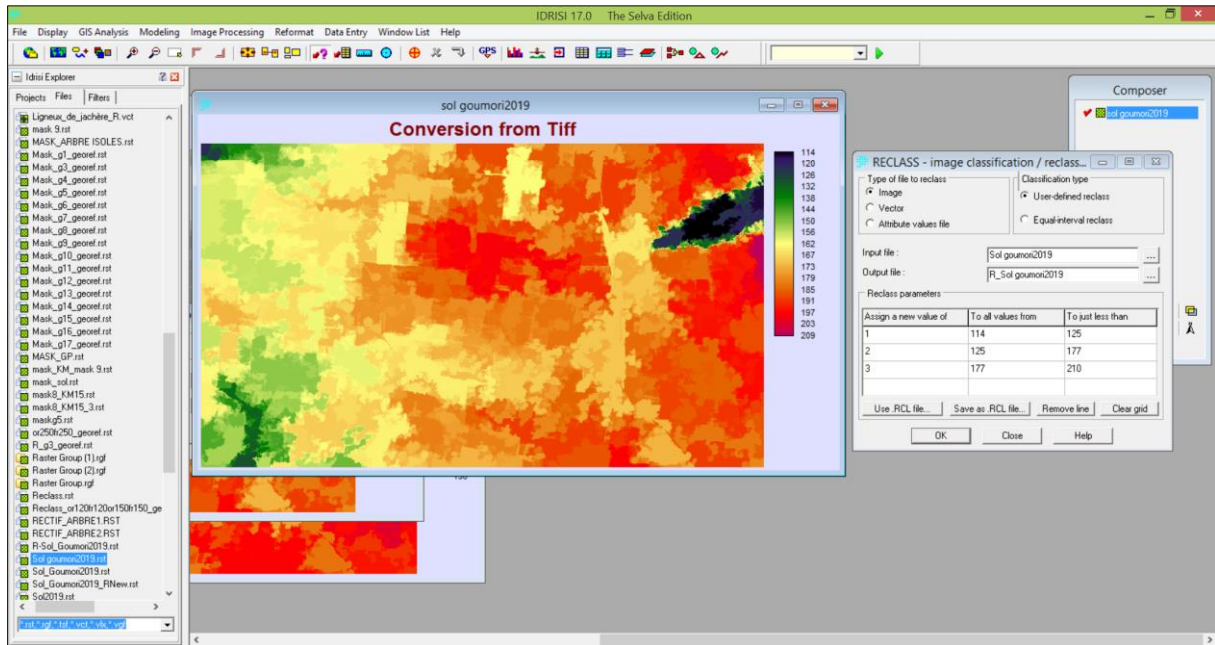 IDRISI 17.0 The Selva Edition
File Display GIS Analysis Modeling Image Processing Reformat Data Entry Window List Help
GPS
Idrisi Explorer
Projects Files Filters
Ligneux_de_jachère_R.vct
mask 9.rst
MASK_ARBRE ISOLES.rst
Mask_g1_georef.rst
Mask_g3_georef.rst
Mask_g4_georef.rst
Mask_g5_georef.rst
Mask_g6_georef.rst
Mask_g7_georef.rst
Mask_g8_georef.rst
Mask_g9_georef.rst
Mask_g10_georef.rst
Mask_g11_georef.rst
Mask_g12_georef.rst
Mask_g13_georef.rst
Mask_g14_georef.rst
Mask_g15_georef.rst
Mask_g16_georef.rst
Mask_g17_georef.rst
MASK_GP.rst
mask_KM_mask 9.rst
mask_sol.rst
mask8_KM15.rst
mask8_KM15_3.rst
maskg5.rst
or250fr250_georef.rst
R_g3_georef.rst
Raster Group (1).rgf
Raster Group (2).rgf
Raster Group.rgf
Reclass.rst
Reclass_or120fr120or150fr150_ge
RECTIF_ARBRE1.RST
RECTIF_ARBRE2.RST
R-Sol_Goumori2019.rst
Sol goumori2019.rst
Sol_Goumori2019.rst
Sol_Goumori2019_RNew.rst
Sol2019.rst
*.rst,*.rgf,*.tsf,*.vct,*.vlx,*.vgf
sol goumori2019
Conversion from Tiff
114
120
126
132
138
144
150
156
162
167
173
179
185
191
197
203
209
Composer
sol goumori2019
RECLASS - image classification / reclass...
Type of file to reclass
Image
Vector
Attribute values file
Classification type
User-defined reclass
Equal-interval reclass
Input file : Sol goumori2019 ...
Output file : R_Sol goumori2019 ...
Reclass parameters
Assign a new value of To all values from To just less than
1 114 125
2 125 177
3 177 210
Use .RCL file... Save as .RCL file... Remove line Clear grid
OK Close Help